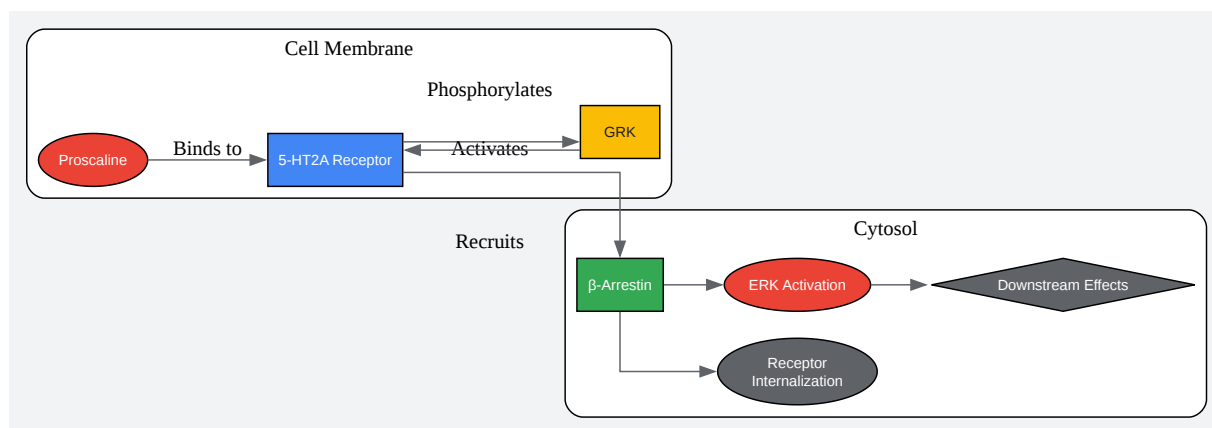 Cell Membrane
Phosphorylates
GRK
Proscaline
Binds to
5-HT2A Receptor
Activates
Recruits
Cytosol
β-Arrestin
ERK Activation
Downstream Effects
Receptor
Internalization